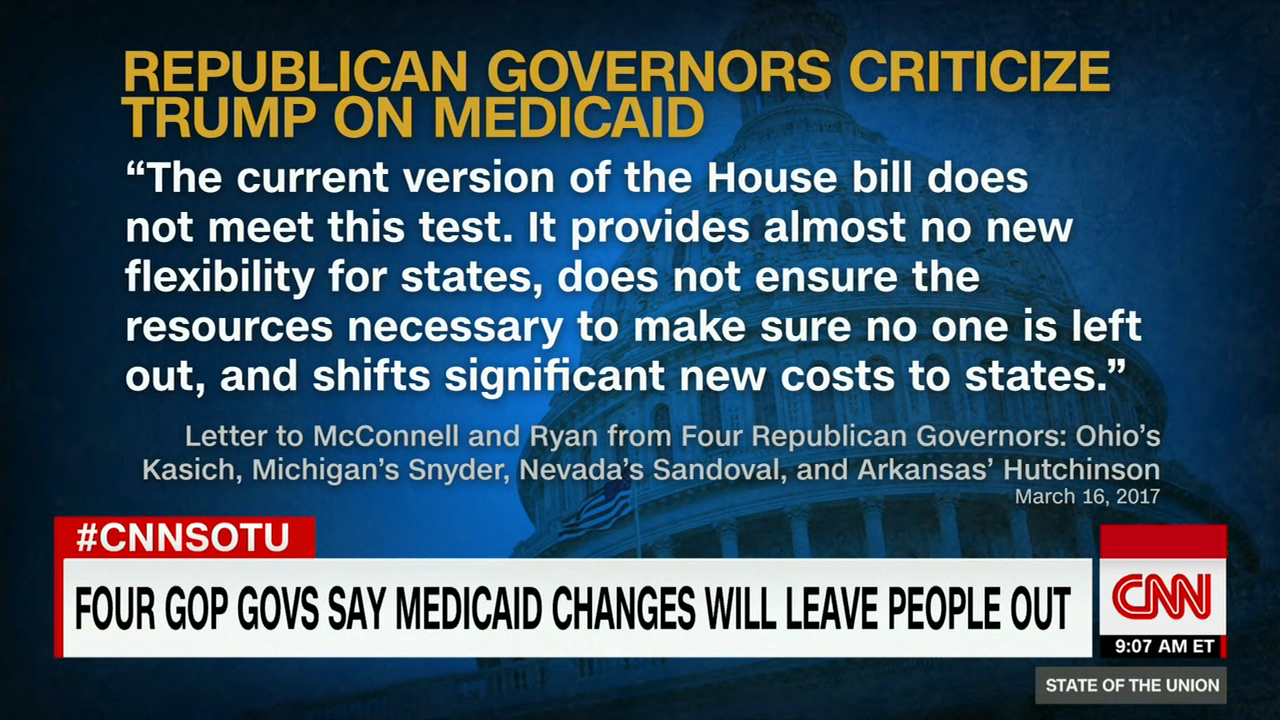 REPUBLICAN GOVERNORS CRITICIZE
TRUMP ON MEDICAID
“The current version of the House bill does
not meet this test. It provides almost no new
flexibility for states, does not ensure the
resources necessary to make sure no one is left
out, and shifts significant new costs to states.”
Letter to McConnell and Ryan from Four Republican Governors: Ohio’s
Kasich, Michigan’s Snyder, Nevada’s Sandoval, and Arkansas’ Hutchinson
March 16, 2017
#CNNSOTU
FOUR GOP GOVS SAY MEDICAID CHANGES WILL LEAVE PEOPLE OUT
CNN
9:07 AM ET
STATE OF THE UNION